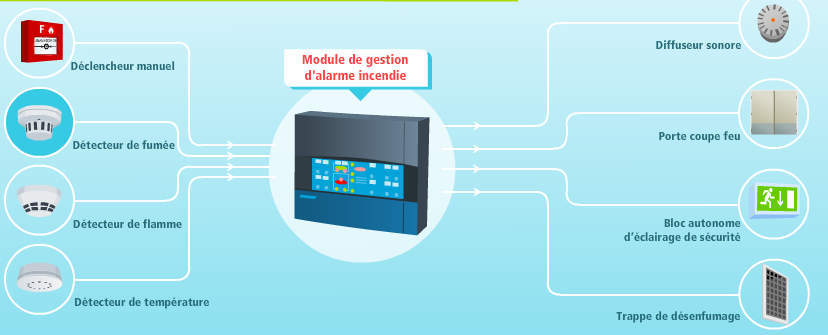 Module de gestion
d'alarme incendie
F
Déclencheur manuel
Détecteur de fumée
Détecteur de flamme
Détecteur de température
Diffuseur sonore
Porte coupe feu
Bloc autonome
d'éclairage de sécurité
Trappe de désenfumage